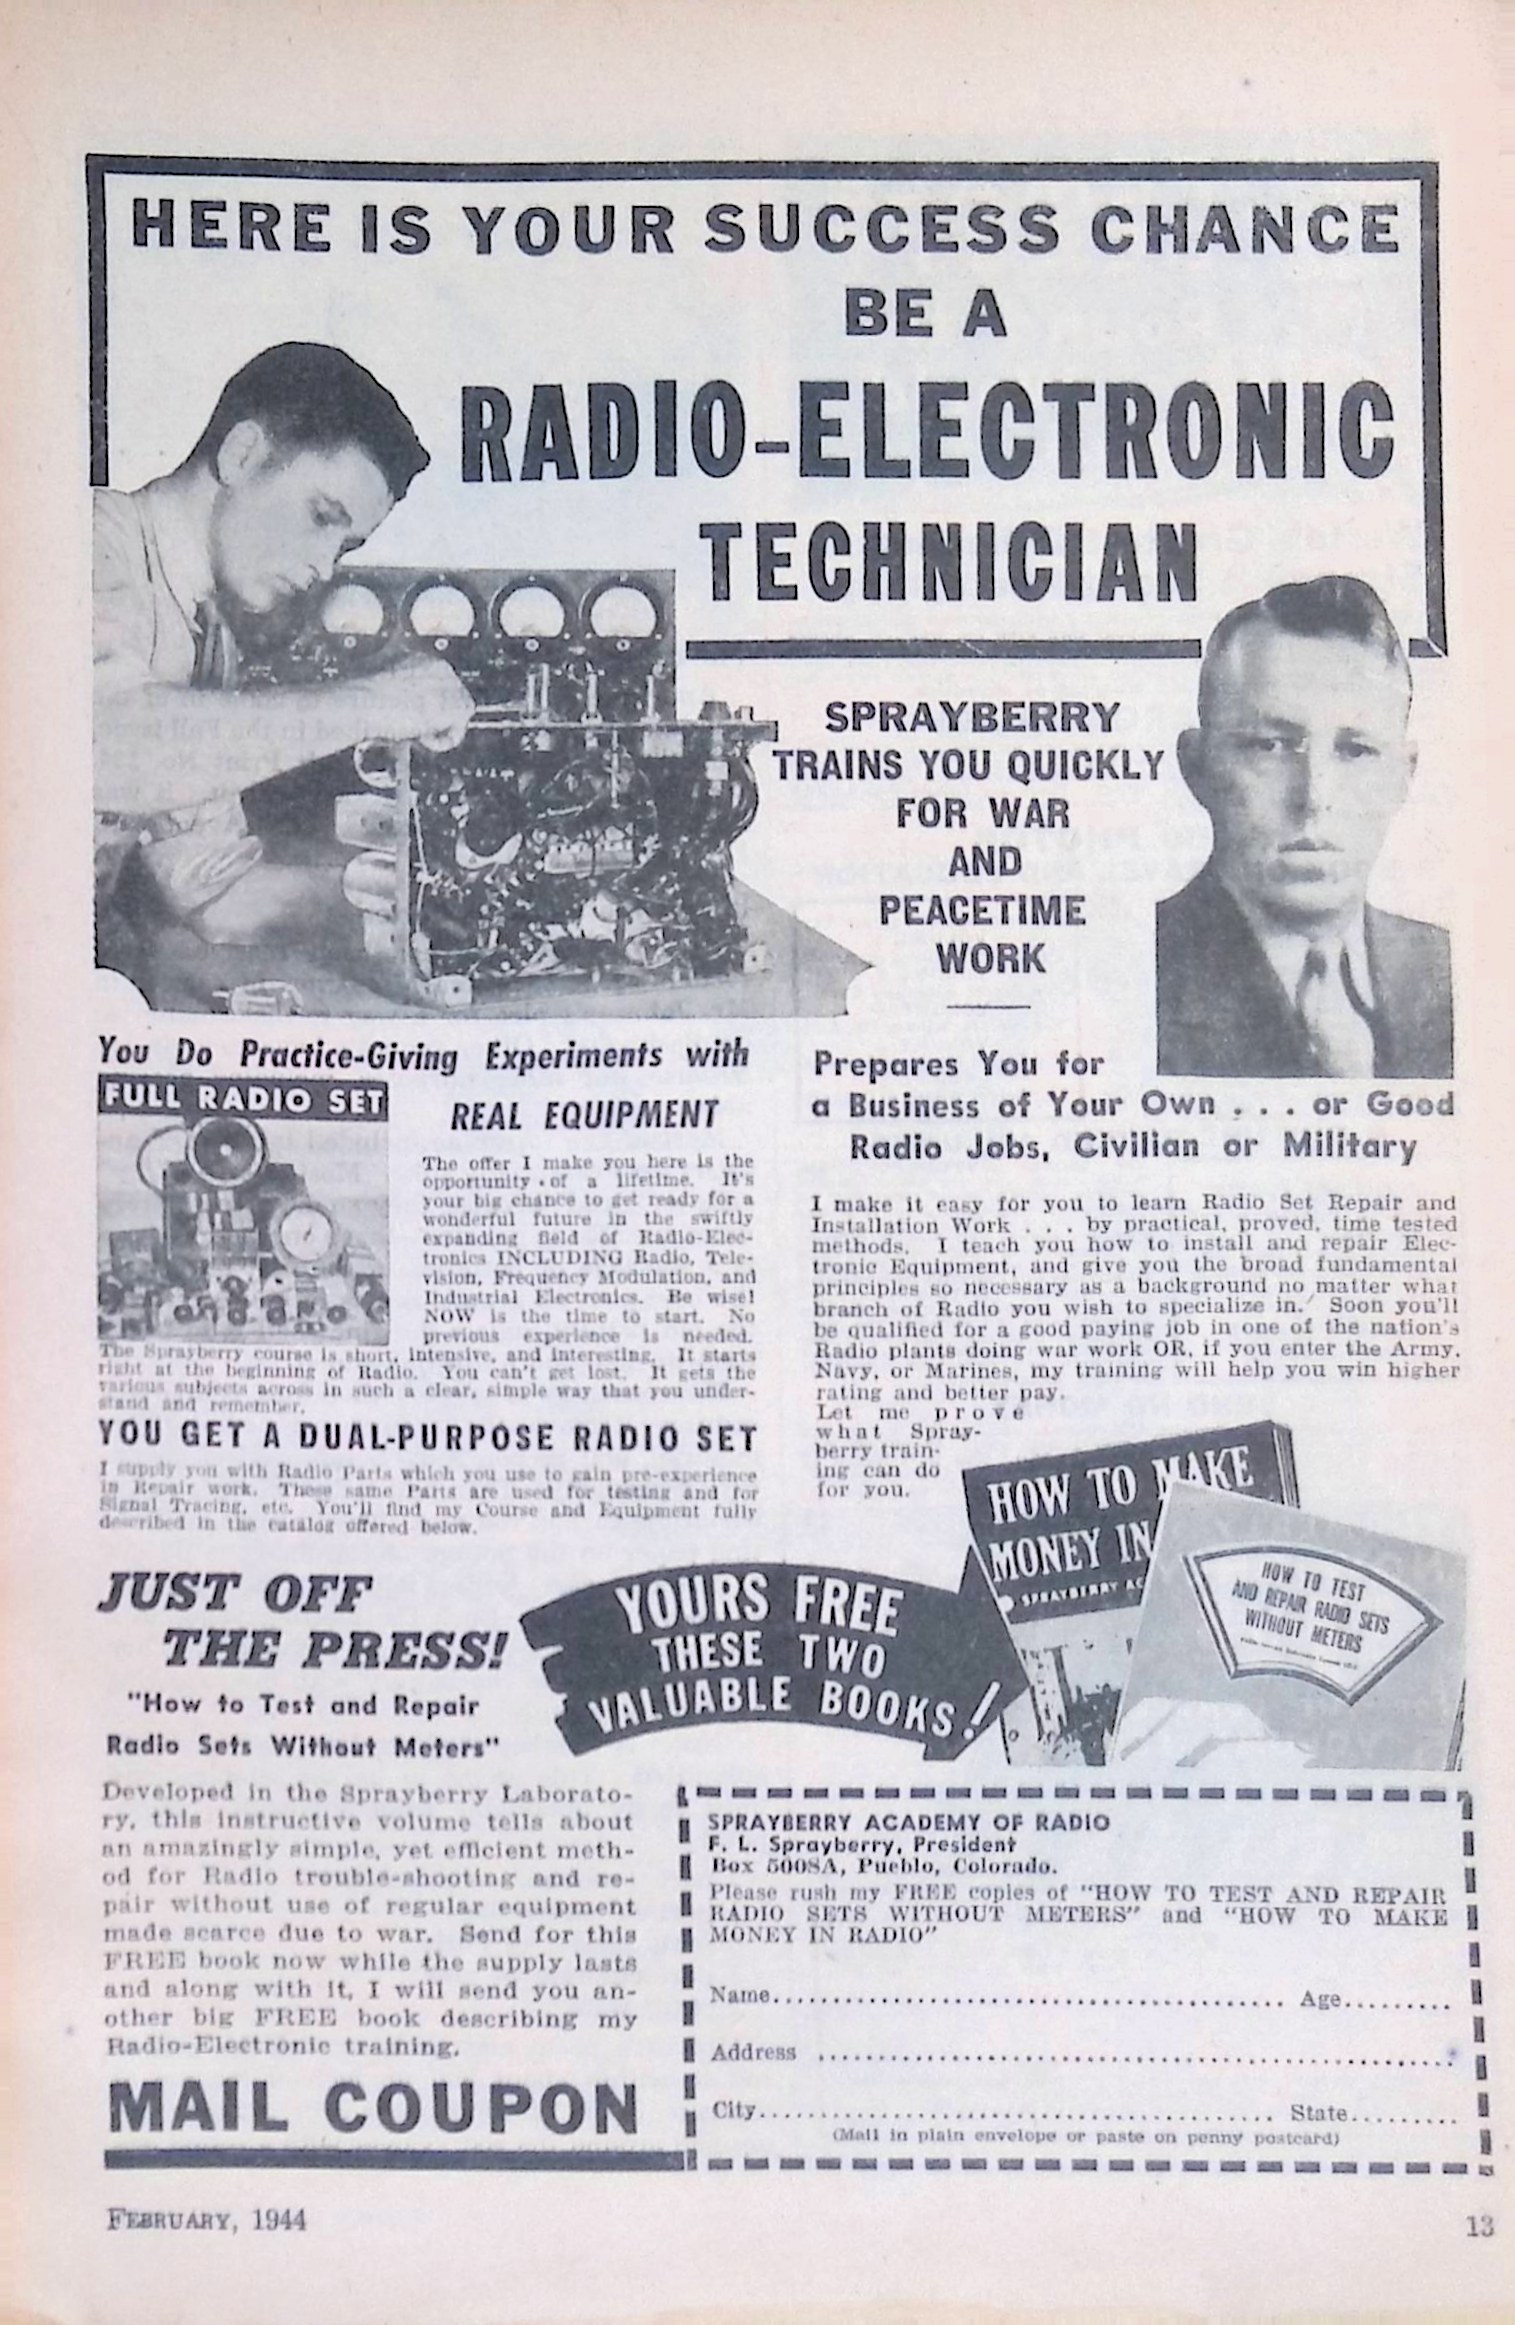 HERE IS YOUR SUCCESS CHANCE
BE A
RADIO-ELECTRONIC
TECHNICIAN
SPRAYBERRY
TRAINS YOU QUICKLY
FOR WAR
AND
PEACETIME
WORK
You Do Practice-Giving Experiments with
FULL RADIO SET
REAL EQUIPMENT
The offer I make you here is the
opportunity of a lifetime. It's
your big chance to get ready for a
wonderful future in the swiftly
expanding field of Radio-Elec-
tronics INCLUDING Radio, Tele-
vision, Frequency Modulation, and
Industrial Electronics. Be wise!
NOW is the time to start. No
previous experience is needed.
The Sprayberry course is short, intensive, and interesting. It starts
right at the beginning of Radio. You can't get lost. It gets the
various subjects across in such a clear, simple way that you under-
stand and remember.
YOU GET A DUAL-PURPOSE RADIO SET
I supply you with Radio Parts which you use to gain pre-experience
in Repair work. These same Parts are used for testing and for
Signal Tracing, etc. You'll find my Course and Equipment fully
described in the catalog offered below.
Prepares You for
a Business of Your Own . . . or Good
Radio Jobs, Civilian or Military
I make it easy for you to learn Radio Set Repair and
Installation Work . . . by practical, proved, time tested
methods. I teach you how to install and repair Elec-
tronic Equipment, and give you the broad fundamental
principles so necessary as a background no matter what
branch of Radio you wish to specialize in. Soon you'll
be qualified for a good paying job in one of the nation's
Radio plants doing war work OR, if you enter the Army,
Navy, or Marines, my training will help you win higher
rating and better pay.
Let me prove
what Spray-
berry train-
ing can do
for you.
HOW TO MAKE
MONEY IN
SPRAYBERRY AC
HOW TO TEST
AND REPAIR RADIO SETS
WITHOUT METERS
YOURS FREE
THESE TWO
VALUABLE BOOKS!
JUST OFF
THE PRESS!
"How to Test and Repair
Radio Sets Without Meters"
Developed in the Sprayberry Laborato-
ry, this instructive volume tells about
an amazingly simple, yet efficient meth-
od for Radio trouble-shooting and re-
pair without use of regular equipment
made scarce due to war. Send for this
FREE book now while the supply lasts
and along with it, I will send you an-
other big FREE book describing my
Radio-Electronic training.
MAIL COUPON
SPRAYBERRY ACADEMY OF RADIO
F. L. Sprayberry, President
Box 5008A, Pueblo, Colorado.
Please rush my FREE copies of "HOW TO TEST AND REPAIR
RADIO SETS WITHOUT METERS" and "HOW TO MAKE
MONEY IN RADIO"
Name............................................ Age.........
Address ......................................................
City............................................ State.........
(Mail in plain envelope or paste on penny postcard)
FEBRUARY, 1944
13